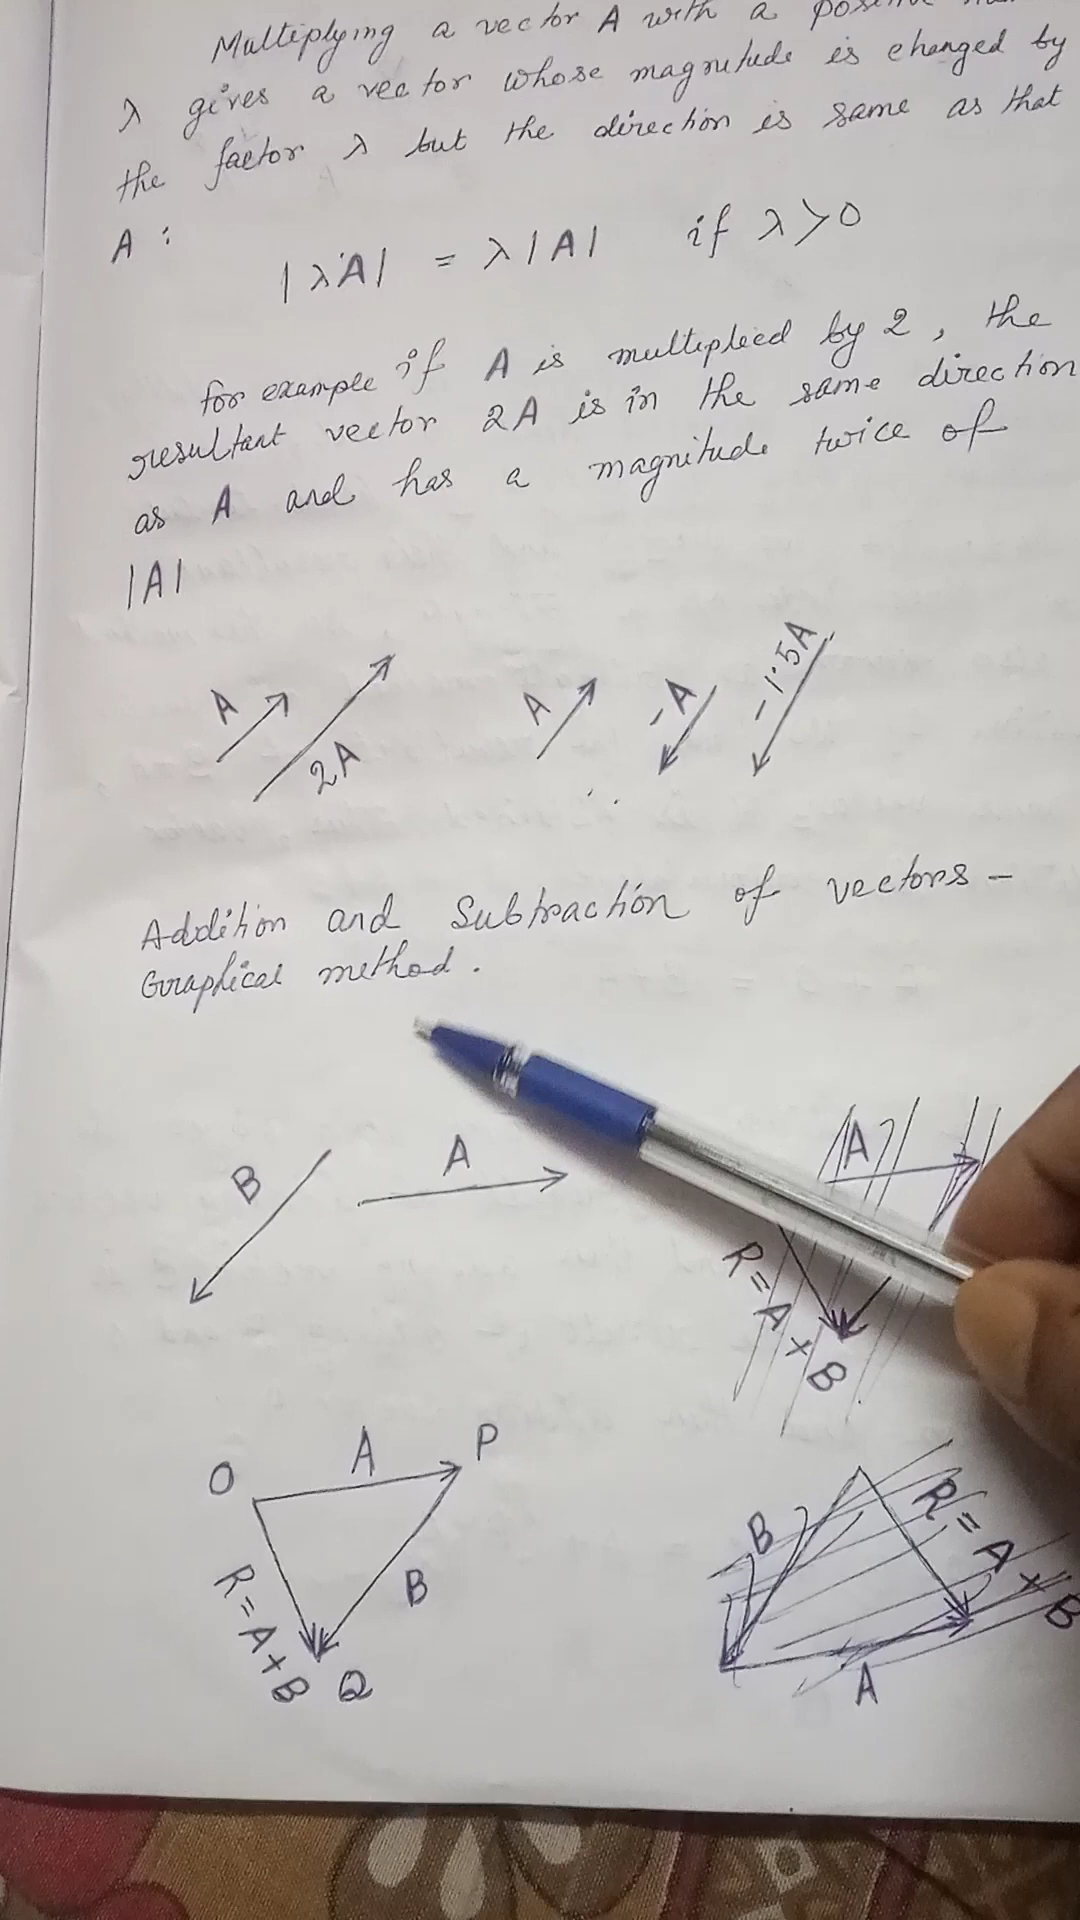 Multiplying a vector A with a
λ gives a vector whose magnitude is changed by
the factor λ but the direction is same as that
A :
|λA| = λ|A| if λ>0
for example if A is multiplied by 2, the
resultant vector 2A is in the same direction
as A and has a magnitude twice of
|A|
A 2A A -A -1.5A
Addition and Subtraction of vectors -
Graphical method.
B A A
R=A+B
O A P
B
R=A+B
Q
B R=A+B
A